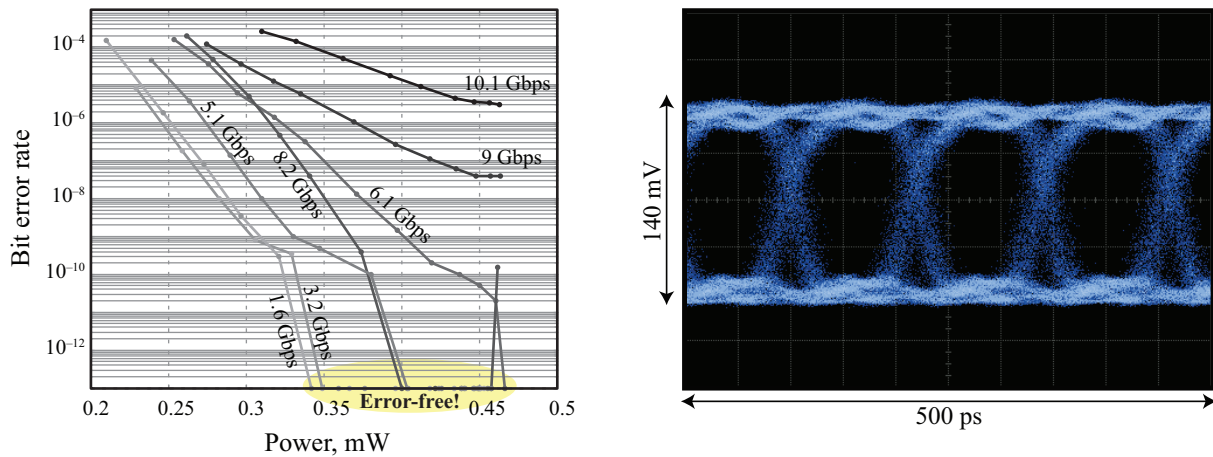 Bit error rate
10⁻⁴
10⁻⁶
10⁻⁸
10⁻¹⁰
10⁻¹²
10.1 Gbps
9 Gbps
5.1 Gbps
8.2 Gbps
6.1 Gbps
3.2 Gbps
1.6 Gbps
Error-free!
0.2 0.25 0.3 0.35 0.4 0.45 0.5
Power, mW
140 mV
500 ps